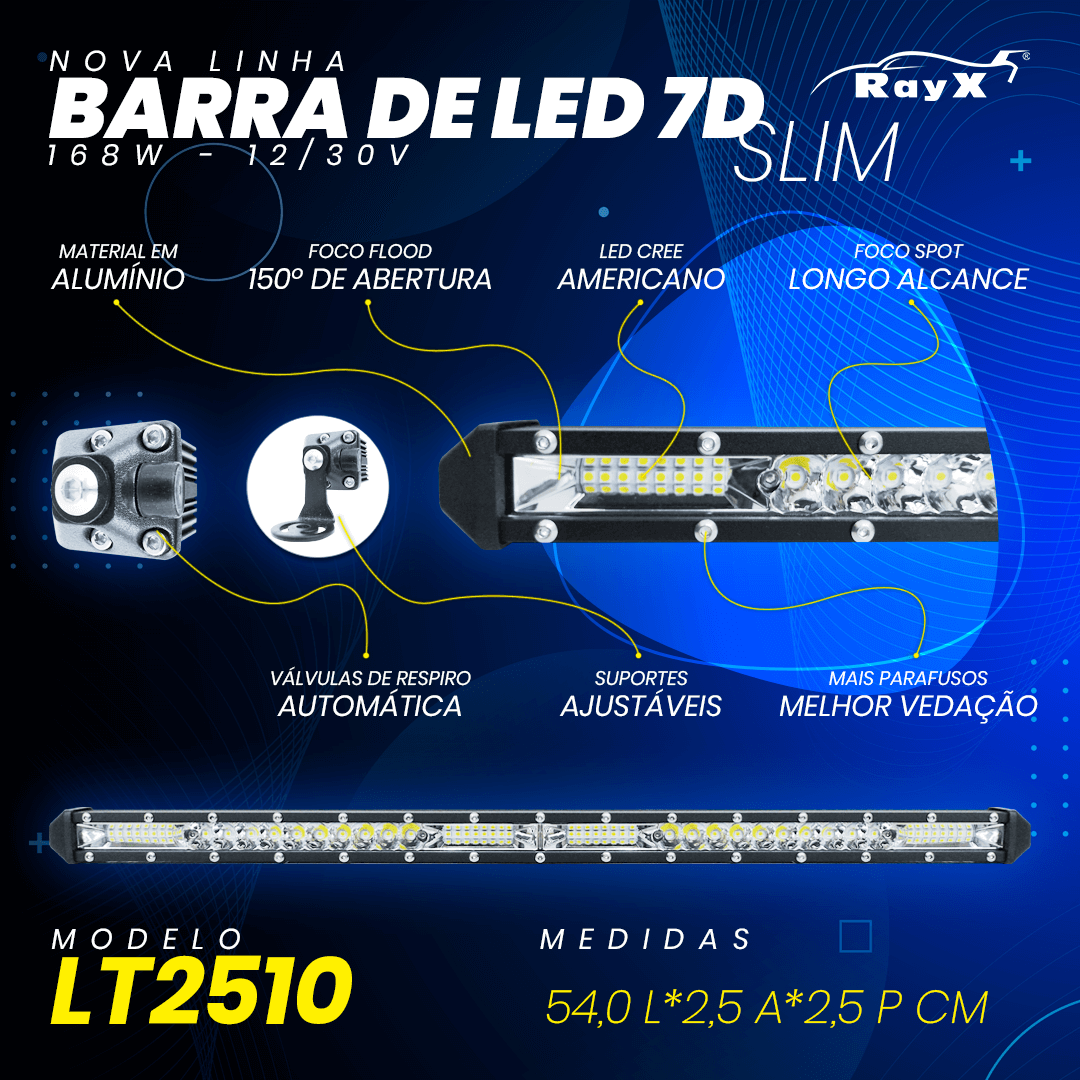 NOVA LINHA
BARRA DE LED 7D
SLIM
168W - 12/30V
RayX®
MATERIAL EM
ALUMÍNIO
FOCO FLOOD
150º DE ABERTURA
LED CREE
AMERICANO
FOCO SPOT
LONGO ALCANCE
VÁLVULAS DE RESPIRO
AUTOMÁTICA
SUPORTES
AJUSTÁVEIS
MAIS PARAFUSOS
MELHOR VEDAÇÃO
MODELO
LT2510
MEDIDAS
54,0 L*2,5 A*2,5 P CM